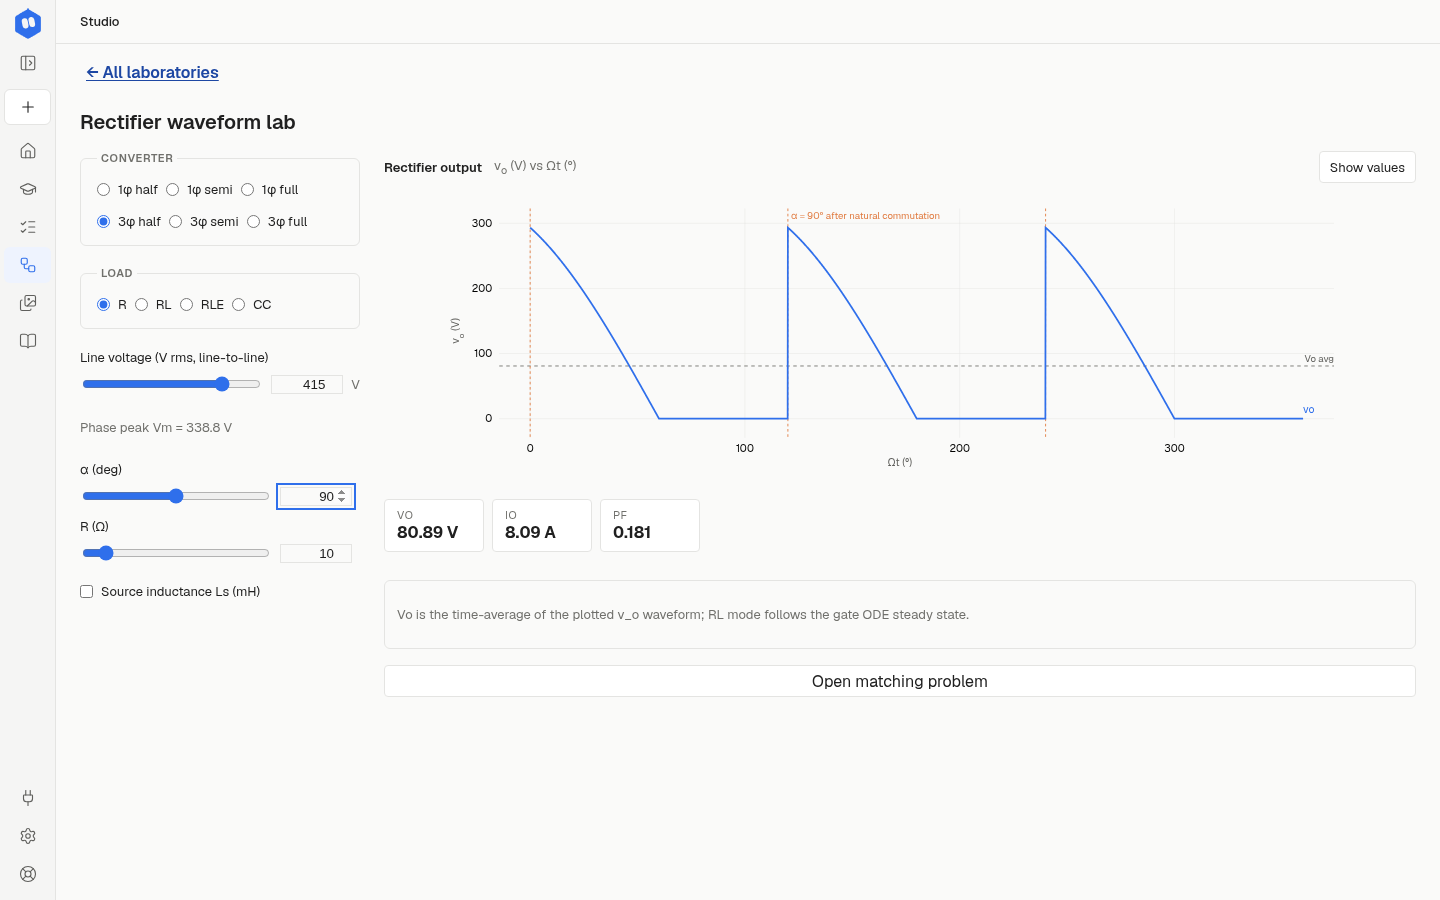 Studio
← All laboratories
Rectifier waveform lab
CONVERTER
1φ half 1φ semi 1φ full
3φ half 3φ semi 3φ full
LOAD
R RL RLE CC
Line voltage (V rms, line-to-line)
415 V
Phase peak Vm = 338.8 V
α (deg)
90
R (Ω)
10
Source inductance Ls (mH)
Rectifier output v_o (V) vs Ωt (°)
Show values
α = 90° after natural commutation
300
200
100
0
v_o (V)
Vo avg
vo
0 100 200 300
Ωt (°)
VO
80.89 V
IO
8.09 A
PF
0.181
Vo is the time-average of the plotted v_o waveform; RL mode follows the gate ODE steady state.
Open matching problem